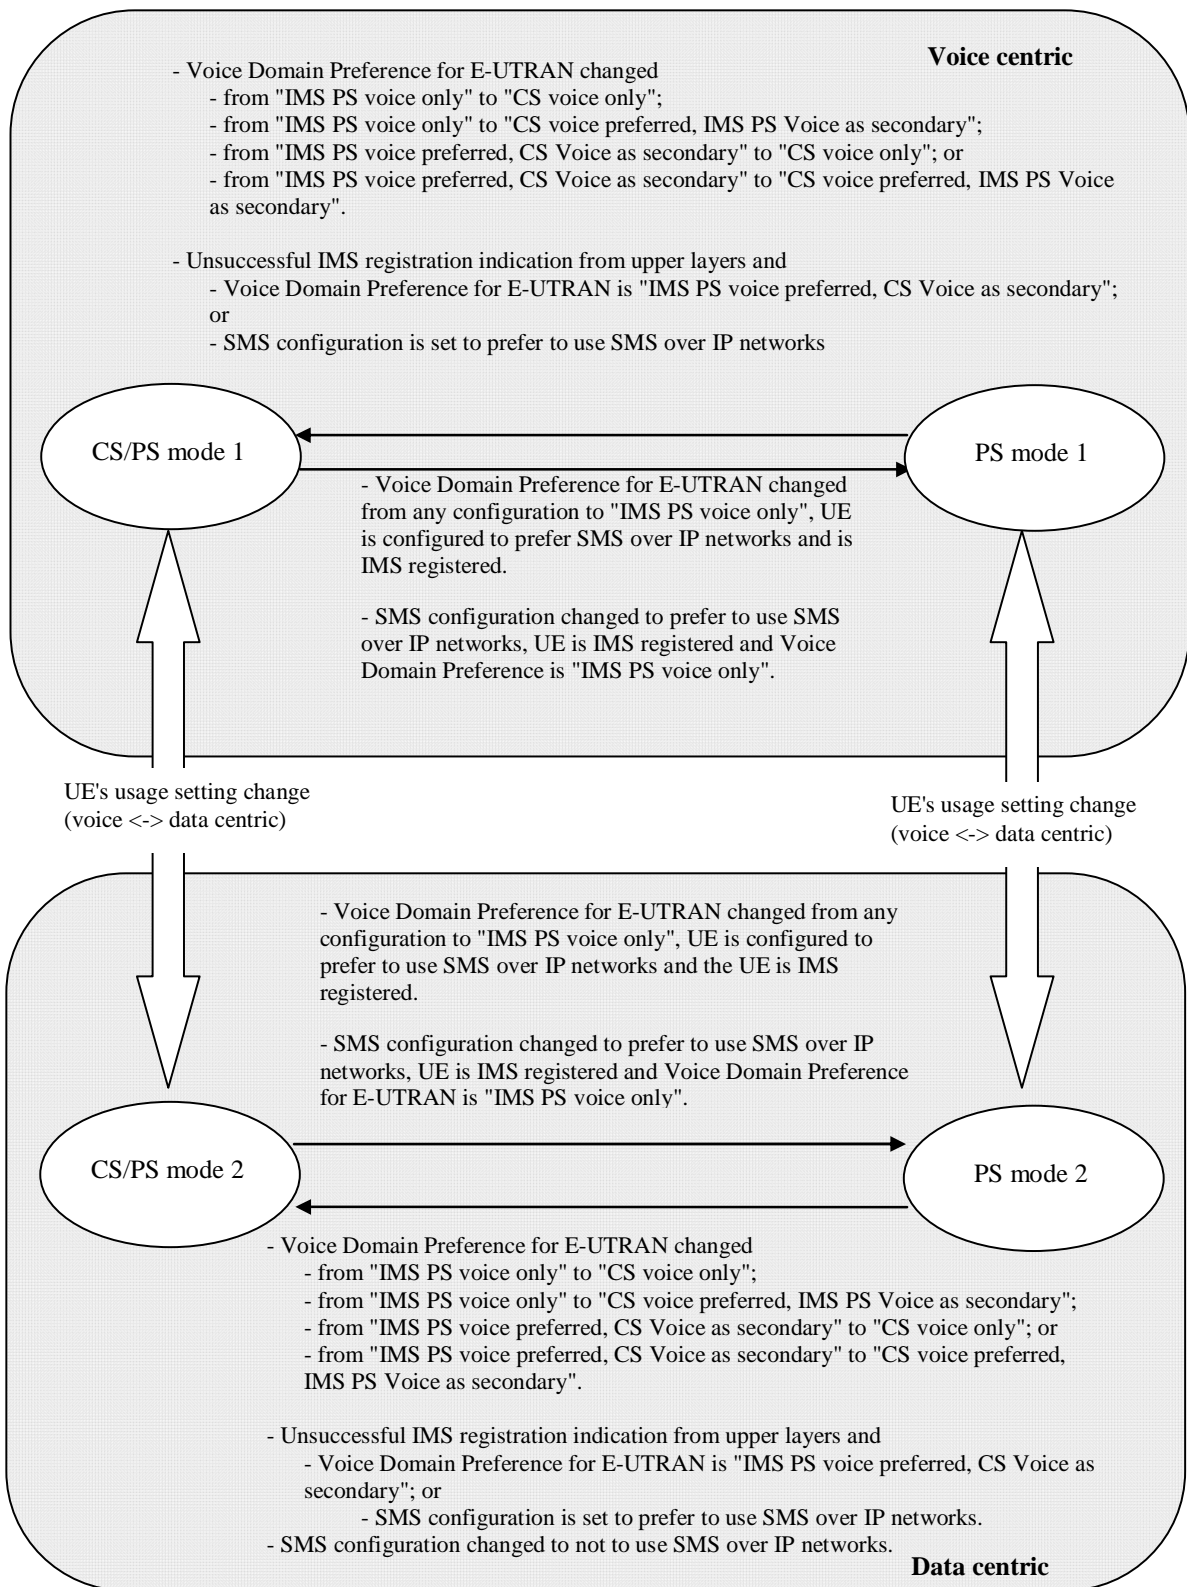 Voice centric
- Voice Domain Preference for E-UTRAN changed
- from "IMS PS voice only" to "CS voice only";
- from "IMS PS voice only" to "CS voice preferred, IMS PS Voice as secondary";
- from "IMS PS voice preferred, CS Voice as secondary" to "CS voice only"; or
- from "IMS PS voice preferred, CS Voice as secondary" to "CS voice preferred, IMS PS Voice
as secondary".
- Unsuccessful IMS registration indication from upper layers and
- Voice Domain Preference for E-UTRAN is "IMS PS voice preferred, CS Voice as secondary";
or
- SMS configuration is set to prefer to use SMS over IP networks
CS/PS mode 1
PS mode 1
- Voice Domain Preference for E-UTRAN changed
from any configuration to "IMS PS voice only", UE
is configured to prefer SMS over IP networks and is
IMS registered.
- SMS configuration changed to prefer to use SMS
over IP networks, UE is IMS registered and Voice
Domain Preference is "IMS PS voice only".
UE's usage setting change
(voice <-> data centric)
UE's usage setting change
(voice <-> data centric)
- Voice Domain Preference for E-UTRAN changed from any
configuration to "IMS PS voice only", UE is configured to
prefer to use SMS over IP networks and the UE is IMS
registered.
- SMS configuration changed to prefer to use SMS over IP
networks, UE is IMS registered and Voice Domain Preference
for E-UTRAN is "IMS PS voice only".
CS/PS mode 2
PS mode 2
- Voice Domain Preference for E-UTRAN changed
- from "IMS PS voice only" to "CS voice only";
- from "IMS PS voice only" to "CS voice preferred, IMS PS Voice as secondary";
- from "IMS PS voice preferred, CS Voice as secondary" to "CS voice only"; or
- from "IMS PS voice preferred, CS Voice as secondary" to "CS voice preferred,
IMS PS Voice as secondary".
- Unsuccessful IMS registration indication from upper layers and
- Voice Domain Preference for E-UTRAN is "IMS PS voice preferred, CS Voice as
secondary"; or
- SMS configuration is set to prefer to use SMS over IP networks.
- SMS configuration changed to not to use SMS over IP networks.
Data centric